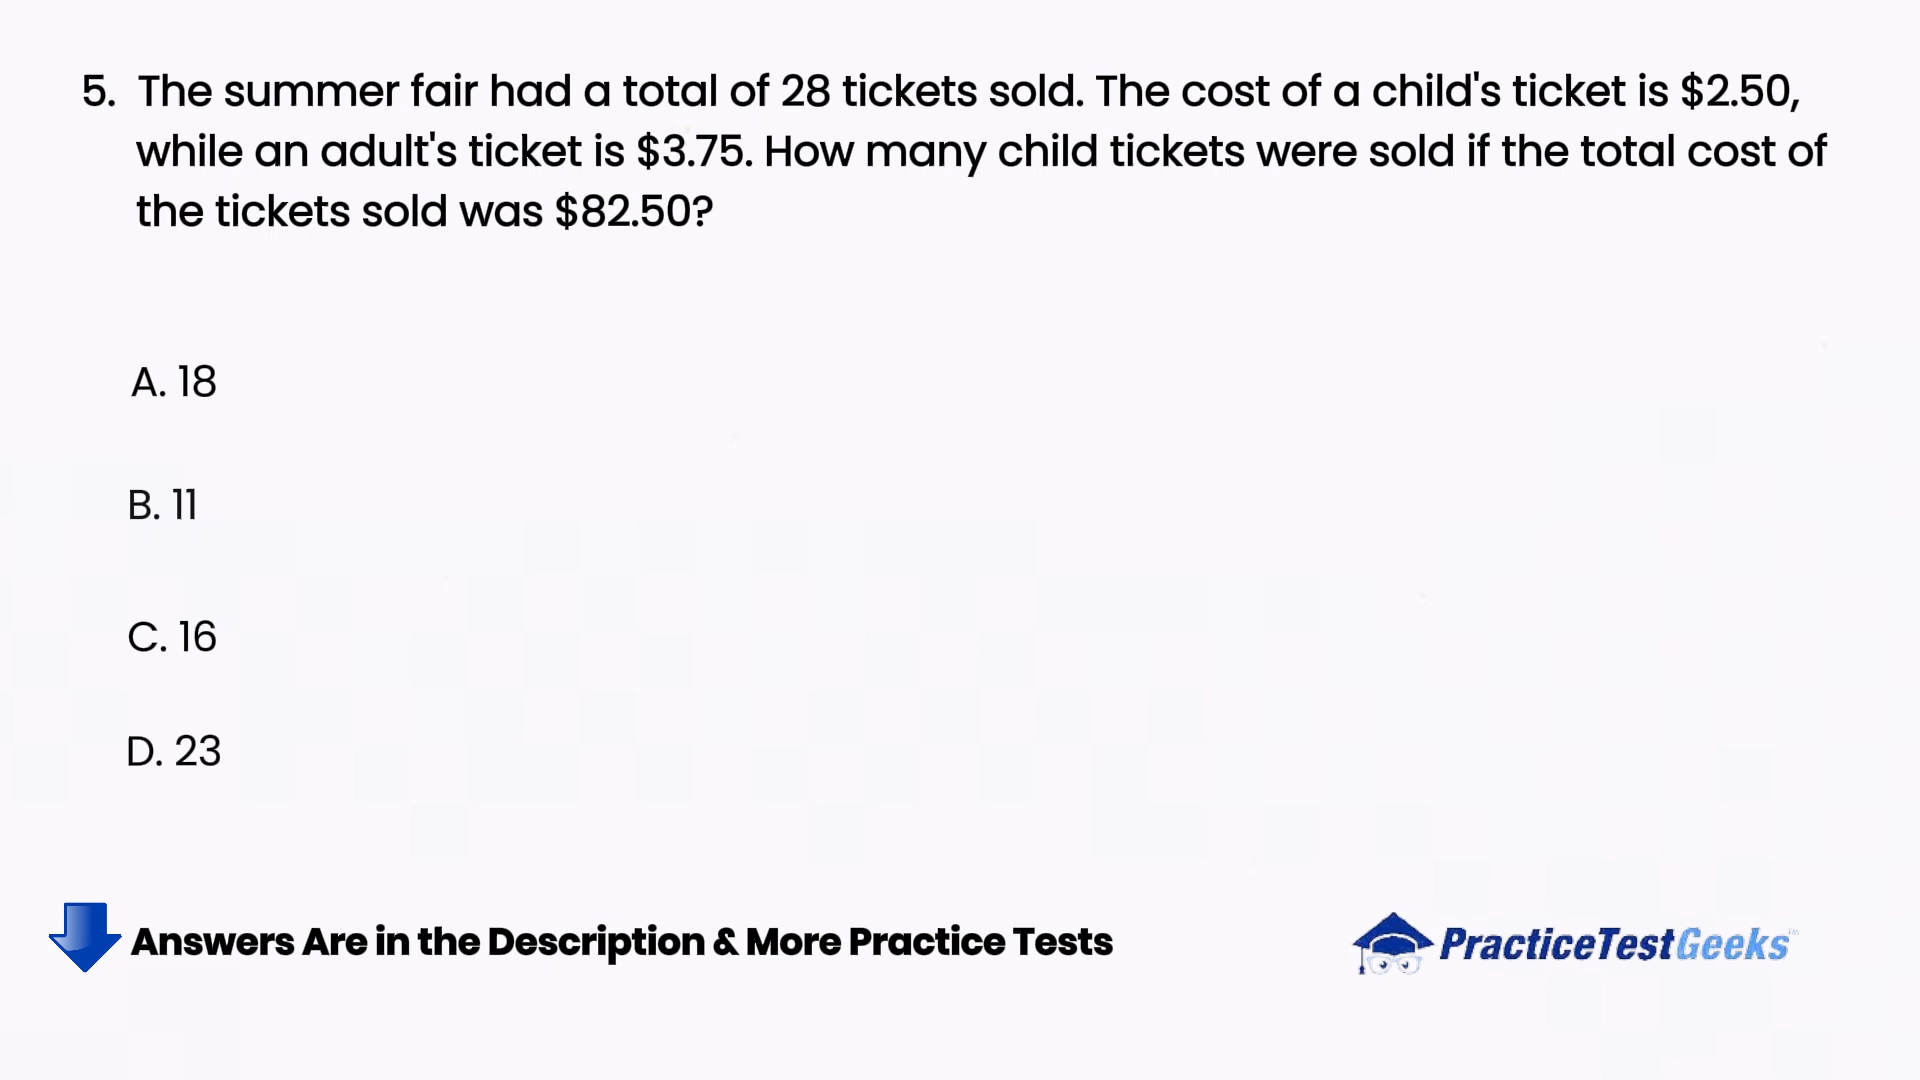 5. The summer fair had a total of 28 tickets sold. The cost of a child's ticket is $2.50,
while an adult's ticket is $3.75. How many child tickets were sold if the total cost of
the tickets sold was $82.50?
A. 18
B. 11
C. 16
D. 23
Answers Are in the Description & More Practice Tests
PracticeTestGeeks™